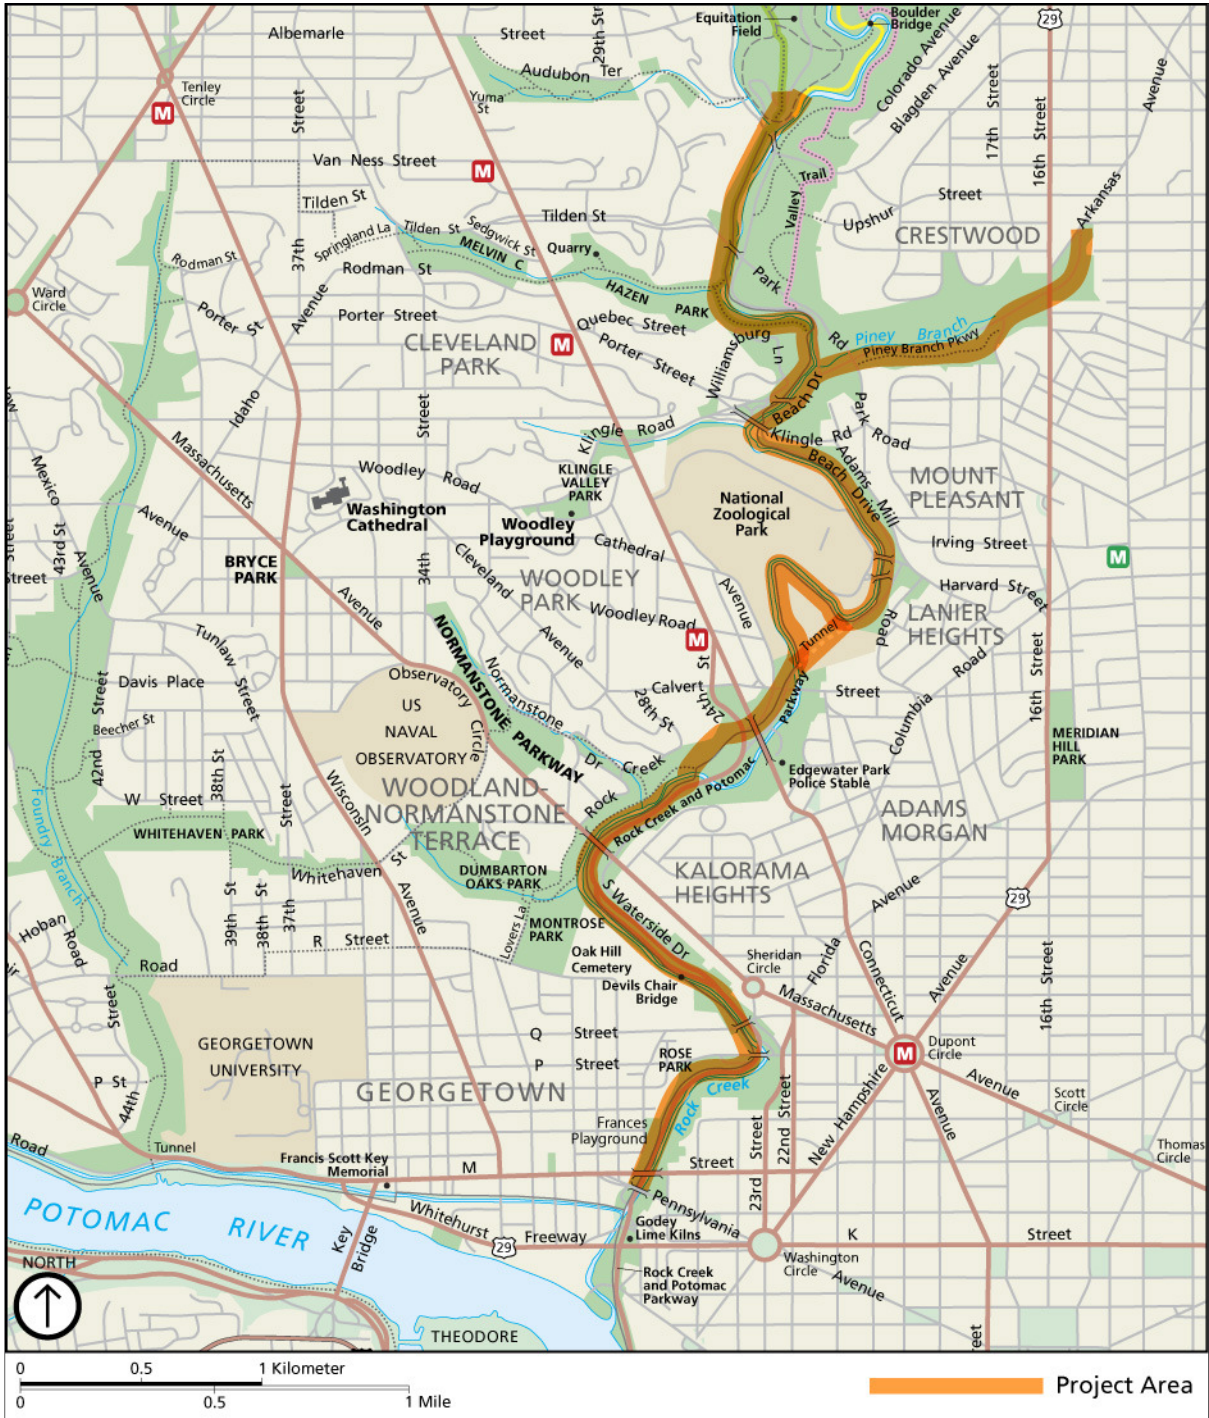 Equitation
Field
Boulder
Bridge
29
Albemarle
Street
29th Str
Audubon Ter
Yuma
St
Tenley
Circle
M
Street
Colorado Avenue
Blagden Avenue
17th Street
16th Street
Avenue
Van Ness Street
M
Tilden St
Tilden St
Sedgwick St
Tilden St
Springland La
37th
MELVIN C
HAZEN
PARK
Quarry
Valley
Trail
Street
Upshur
CRESTWOOD
Arkansas
Rodman St
Rodman St
Ward
Circle
Porter St
Avenue
Porter Street
Quebec Street
Porter Street
CLEVELAND
PARK
M
Williamsburg
Ln
Park
Rd
Piney Branch
Piney Branch Pkwy
Beach Dr
Idaho
Street
Klingle Road
Klingle Rd
Park Road
Massachusetts
Mexico
Avenue
Woodley Road
KLINGLE
VALLEY
PARK
Beach Drive
Adams Mill
MOUNT
PLEASANT
Washington
Cathedral
Woodley
Playground
National
Zoological
Park
Street
43rd St
Avenue
Street
BRYCE
PARK
34th
Cleveland
Cathedral
WOODLEY
PARK
Avenue
Irving Street
M
Harvard Street
Avenue
Woodley Road
Avenue
M
Tunnel
Road
LANIER
HEIGHTS
Tunlaw
Street
NORMANSTONE PARKWAY
Normanstone
Observatory
Circle
Davis Place
42nd Street
Beecher St
US
NAVAL
OBSERVATORY
Calvert
28th St
24th
St
Parkway
Street
Columbia
Road
16th Street
MERIDIAN
HILL
PARK
38th St
Wisconsin
Dr
Creek
Edgewater Park
Police Stable
W Street
Street
Foundry Branch
WHITEHAVEN PARK
WOODLAND-
NORMANSTONE
TERRACE
Rock
Rock Creek and Potomac
ADAMS
MORGAN
Whitehaven
St
DUMBARTON
OAKS PARK
KALORAMA
HEIGHTS
39th St
38th St
37th
Avenue
Hoban
Road
Road
R Street
Lovers La
MONTROSE
PARK
S Waterside Dr
Oak Hill
Cemetery
Devils Chair
Bridge
Avenue
29
Sheridan
Circle
Florida
Connecticut
Avenue
16th Street
Street
Massachusetts
Q Street
P Street
ROSE
PARK
GEORGETOWN
UNIVERSITY
M
Dupont
Circle
P St
44th
GEORGETOWN
Rock Creek
22nd Street
New Hampshire
Avenue
Avenue
Scott
Circle
Frances
Playground
23rd Street
Thomas
Circle
Road
Tunnel
Francis Scott Key
Memorial
M
Street
Pennsylvania
POTOMAC RIVER
Key
Bridge
Whitehurst
29
Freeway
Godey
Lime Kilns
K
Street
Washington
Circle
Avenue
NORTH
Rock Creek
and Potomac
Parkway
THEODORE
0 0.5 1 Kilometer
0 0.5 1 Mile
Project Area